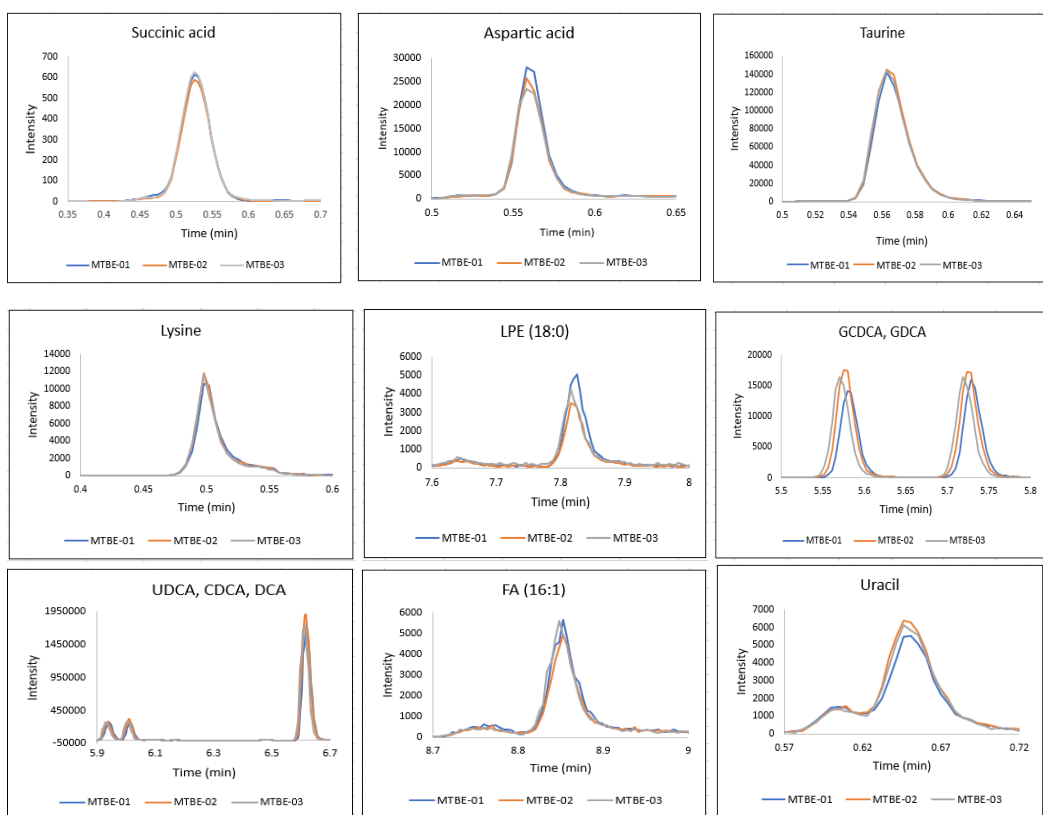 Succinic acid
700
600
500
400
300
200
100
0
Intensity
0.35 0.4 0.45 0.5 0.55 0.6 0.65 0.7
Time (min)
MTBE-01 MTBE-02 MTBE-03
Aspartic acid
30000
25000
20000
15000
10000
5000
0
Intensity
0.5 0.55 0.6 0.65
Time (min)
MTBE-01 MTBE-02 MTBE-03
Taurine
160000
140000
120000
100000
80000
60000
40000
20000
0
Intensity
0.5 0.52 0.54 0.56 0.58 0.6 0.62 0.64
Time (min)
MTBE-01 MTBE-02 MTBE-03
Lysine
14000
12000
10000
8000
6000
4000
2000
0
Intensity
0.4 0.45 0.5 0.55 0.6
Time (min)
MTBE-01 MTBE-02 MTBE-03
LPE (18:0)
6000
5000
4000
3000
2000
1000
0
Intensity
7.6 7.7 7.8 7.9 8
Time (min)
MTBE-01 MTBE-02 MTBE-03
GCDCA, GDCA
20000
15000
10000
5000
0
Intensity
5.5 5.55 5.6 5.65 5.7 5.75 5.8
Time (min)
MTBE-01 MTBE-02 MTBE-03
UDCA, CDCA, DCA
1950000
1450000
950000
450000
-50000
Intensity
5.9 6.1 6.3 6.5 6.7
Time (min)
MTBE-01 MTBE-02 MTBE-03
FA (16:1)
6000
5000
4000
3000
2000
1000
0
Intensity
8.7 8.8 8.9 9
Time (min)
MTBE-01 MTBE-02 MTBE-03
Uracil
7000
6000
5000
4000
3000
2000
1000
0
Intensity
0.57 0.62 0.67 0.72
Time (min)
MTBE-01 MTBE-02 MTBE-03